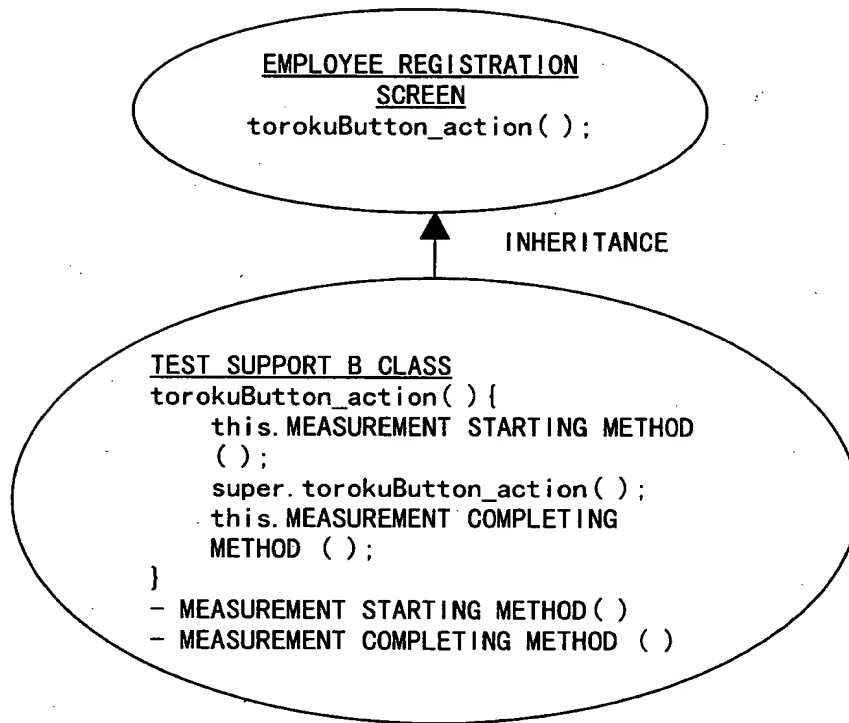 EMPLOYEE REGISTRATION
SCREEN
torokuButton_action( );
INHERITANCE
TEST SUPPORT B CLASS
torokuButton_action( ) {
this. MEASUREMENT STARTING METHOD
( );
super. torokuButton_action( );
this. MEASUREMENT COMPLETING
METHOD ( );
}
- MEASUREMENT STARTING METHOD( )
- MEASUREMENT COMPLETING METHOD ( )